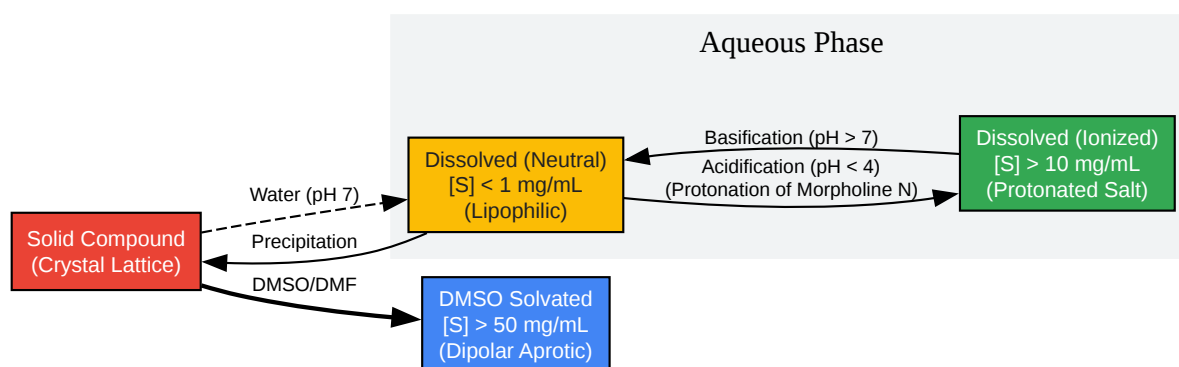 Aqueous Phase
Basification (pH > 7)
Acidification (pH < 4)
(Protonation of Morpholine N)
Dissolved (Ionized)
[S] > 10 mg/mL
(Protonated Salt)
Dissolved (Neutral)
[S] < 1 mg/mL
(Lipophilic)
Water (pH 7)
Precipitation
DMSO/DMF
Solid Compound
(Crystal Lattice)
DMSO Solvated
[S] > 50 mg/mL
(Dipolar Aprotic)